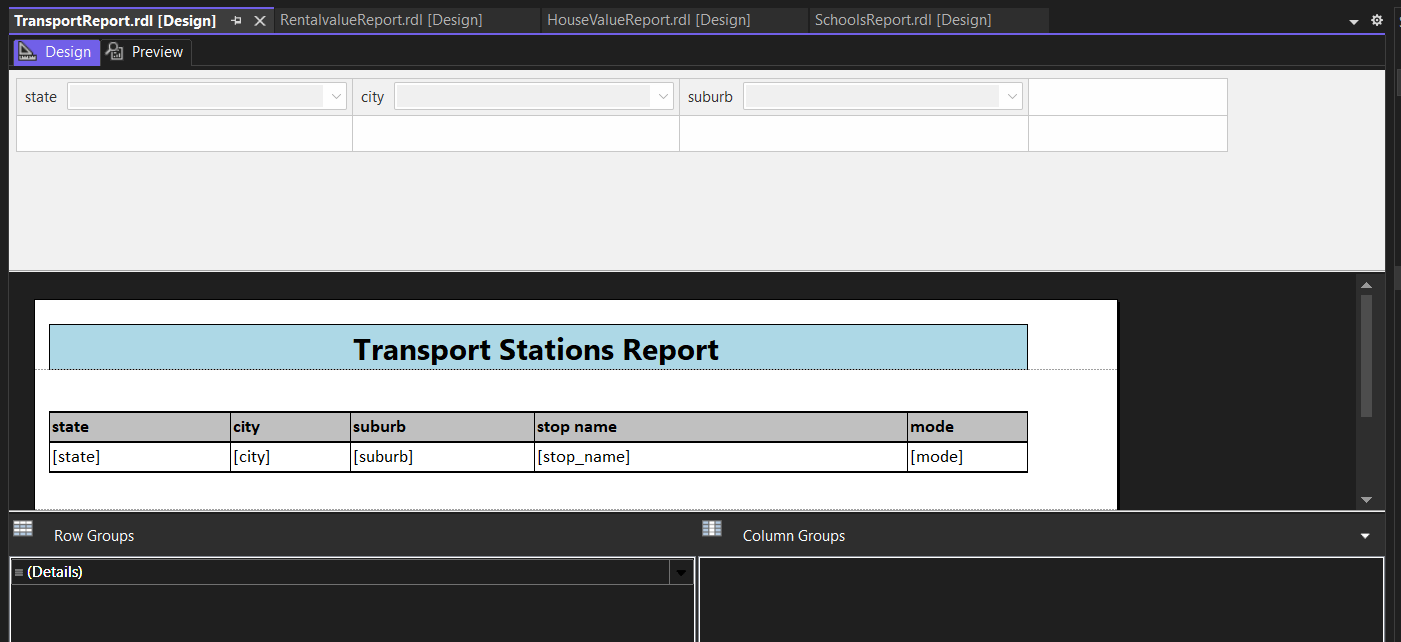 TransportReport.rdl [Design] RentalvalueReport.rdl [Design] HouseValueReport.rdl [Design] SchoolsReport.rdl [Design]
Design Preview
state city suburb
Transport Stations Report
state city suburb stop name mode
[state] [city] [suburb] [stop_name] [mode]
Row Groups Column Groups
(Details)